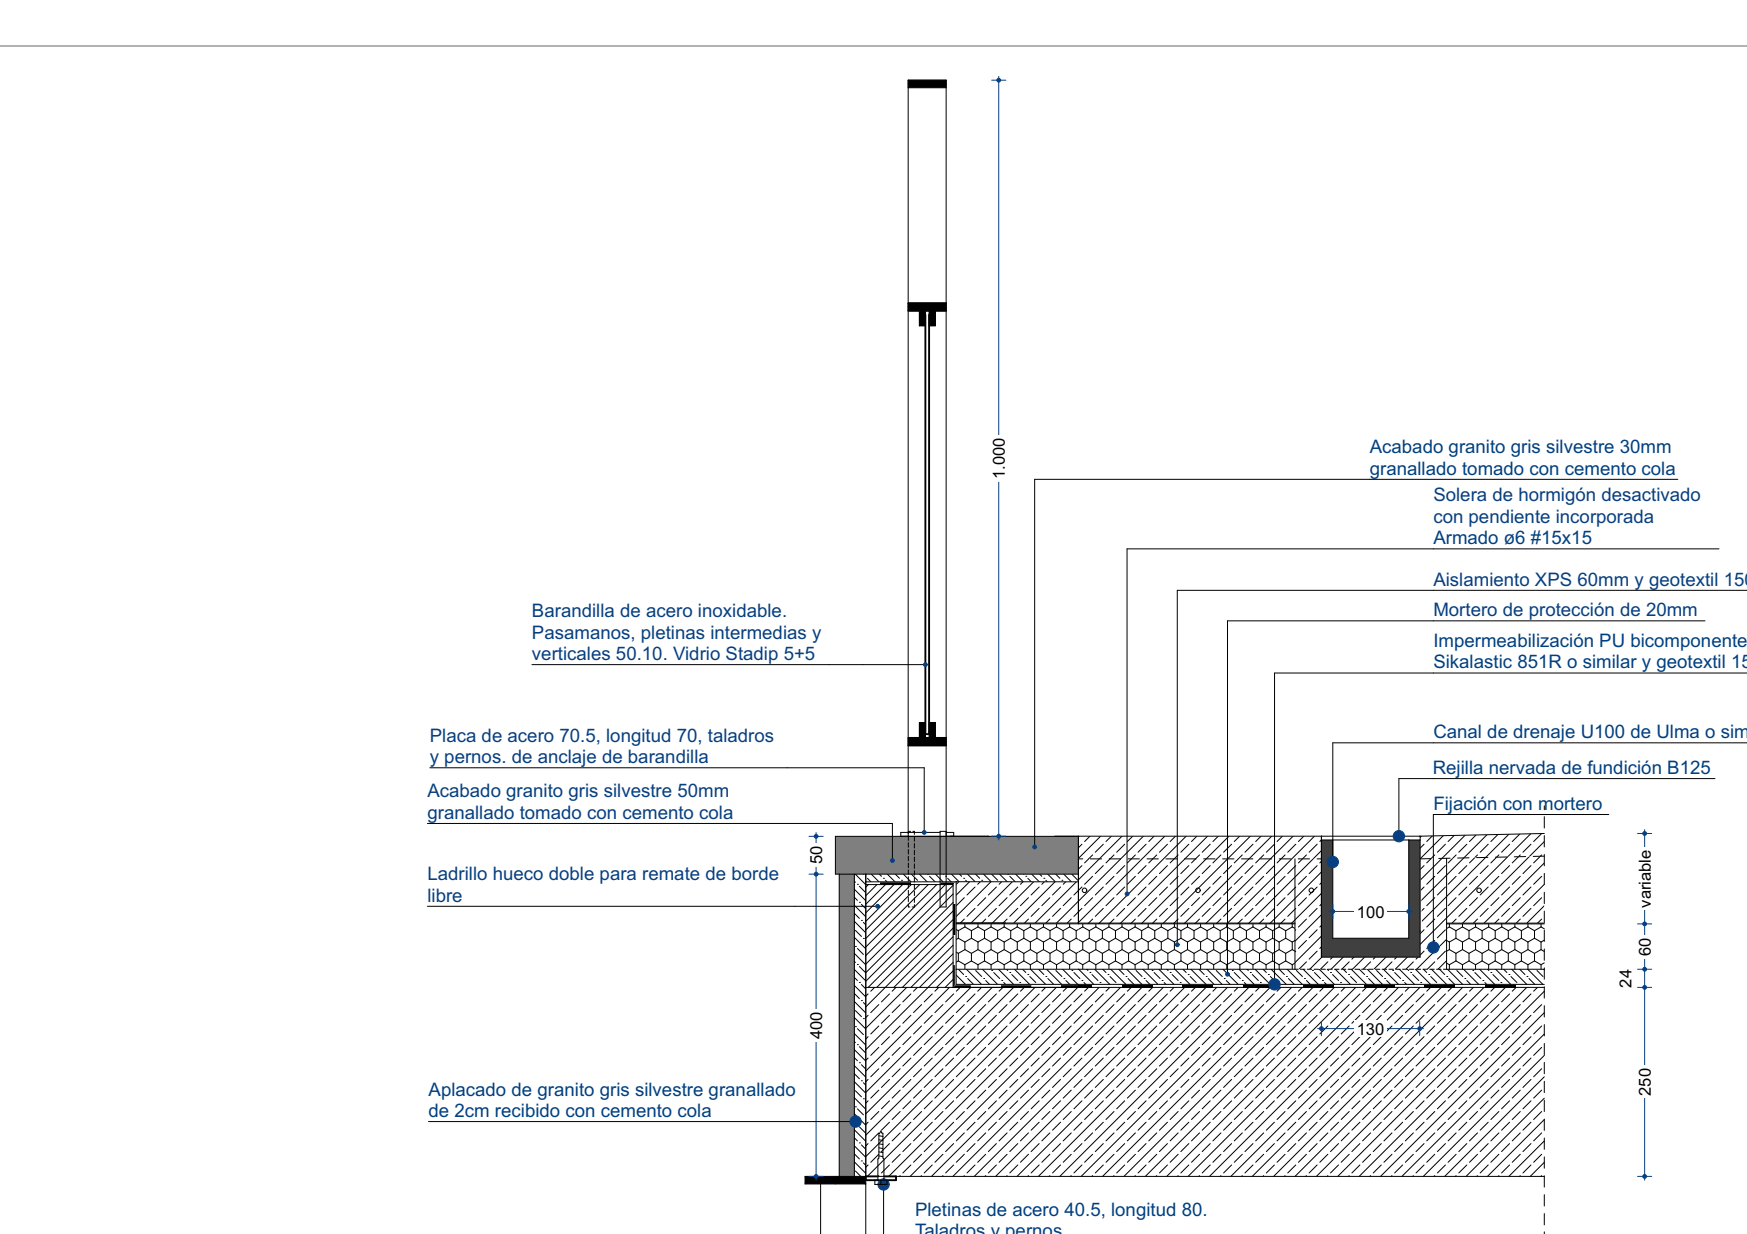 1.000
Acabado granito gris silvestre 30mm
granallado tomado con cemento cola
Solera de hormigón desactivado
con pendiente incorporada
Armado ø6 #15x15
Aislamiento XPS 60mm y geotextil 150
Mortero de protección de 20mm
Impermeabilización PU bicomponente
Sikalastic 851R o similar y geotextil 15
Barandilla de acero inoxidable.
Pasamanos, pletinas intermedias y
verticales 50.10. Vidrio Stadip 5+5
Canal de drenaje U100 de Ulma o sim
Rejilla nervada de fundición B125
Fijación con mortero
Placa de acero 70.5, longitud 70, taladros
y pernos. de anclaje de barandilla
Acabado granito gris silvestre 50mm
granallado tomado con cemento cola
Ladrillo hueco doble para remate de borde
libre
50
400
100
130
variable
60
24
250
Aplacado de granito gris silvestre granallado
de 2cm recibido con cemento cola
Pletinas de acero 40.5, longitud 80.
Taladros y pernos